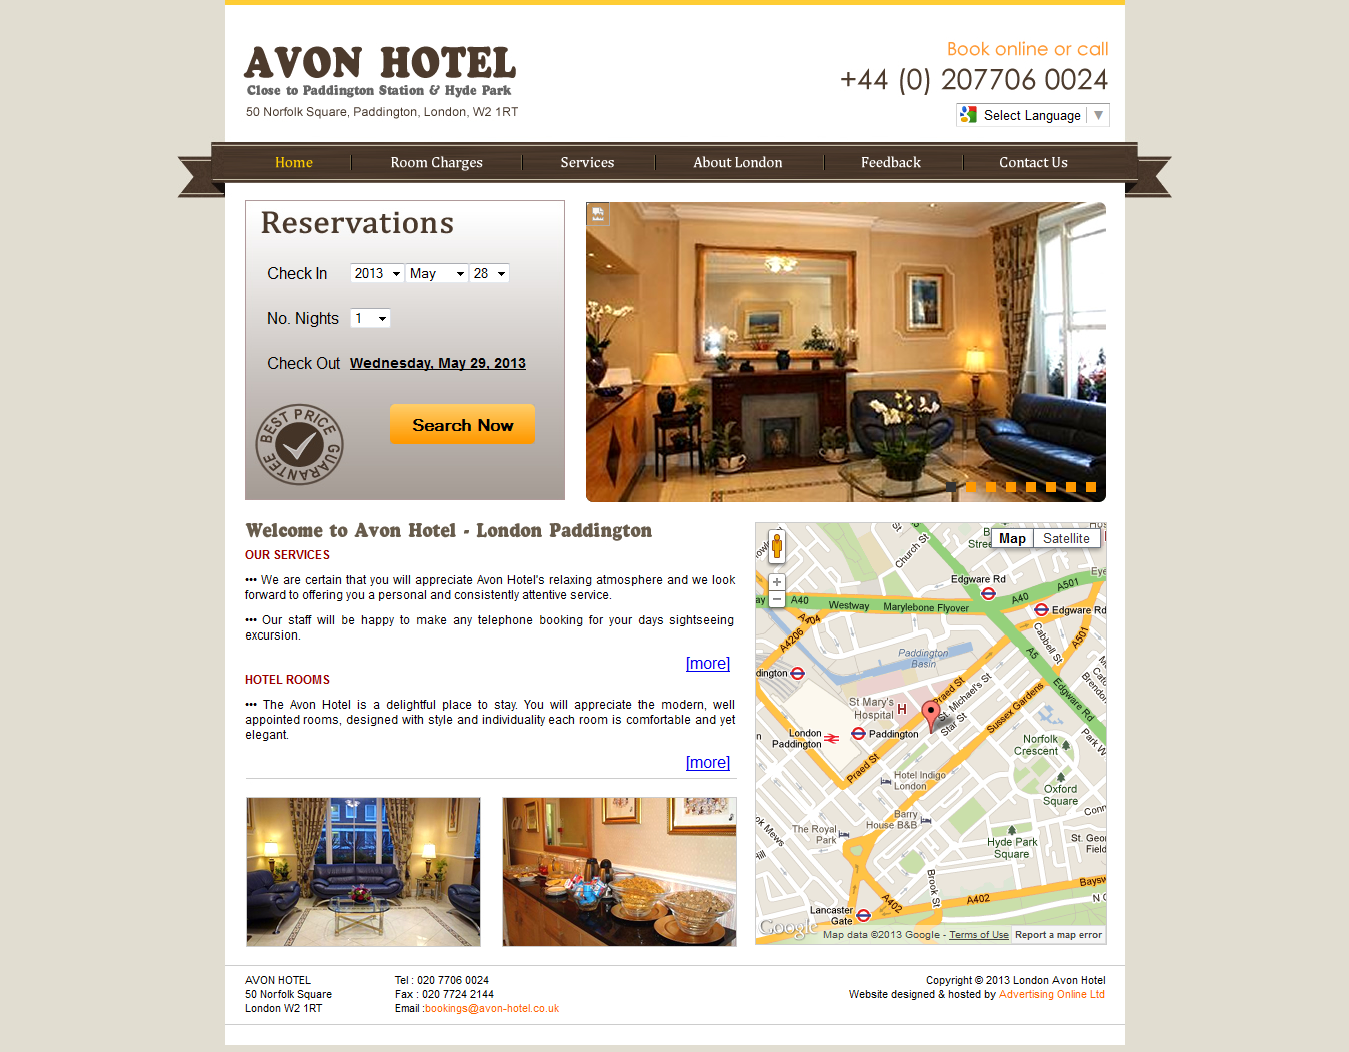 AVON HOTEL
Close to Paddington Station & Hyde Park
50 Norfolk Square, Paddington, London, W2 1RT
Book online or call
+44 (0) 207706 0024
Select Language ▼
Home
Room Charges
Services
About London
Feedback
Contact Us
Reservations
Check In 2013 May 28
No. Nights 1
Check Out Wednesday, May 29, 2013
BEST PRICE GUARANTEE
Search Now
Welcome to Avon Hotel - London Paddington
OUR SERVICES
••• We are certain that you will appreciate Avon Hotel's relaxing atmosphere and we look
forward to offering you a personal and consistently attentive service.
••• Our staff will be happy to make any telephone booking for your days sightseeing
excursion.
[more]
HOTEL ROOMS
••• The Avon Hotel is a delightful place to stay. You will appreciate the modern, well
appointed rooms, designed with style and individuality each room is comfortable and yet
elegant.
[more]
Map
Satellite
Church St
Edgware Rd
A501
A40
Westway
Marylebone Flyover
A40
Edgware Rd
A404
A4206
A501
Cabbell St
A5
Paddington
Basin
Edgware Rd
Praed St
St. Michael's St
Star St
Sussex Gardens
St Mary's
Hospital
H
London
Paddington
Paddington
Norfolk
Crescent
Praed St
Hotel Indigo
London
Oxford
Square
Barry
House B&B
The Royal
Park
Hyde Park
Square
St. Geo
Field
Brook St
A402
A402
Lancaster
Gate
Google
Map data ©2013 Google - Terms of Use
Report a map error
AVON HOTEL
50 Norfolk Square
London W2 1RT
Tel : 020 7706 0024
Fax : 020 7724 2144
Email :bookings@avon-hotel.co.uk
Copyright © 2013 London Avon Hotel
Website designed & hosted by Advertising Online Ltd